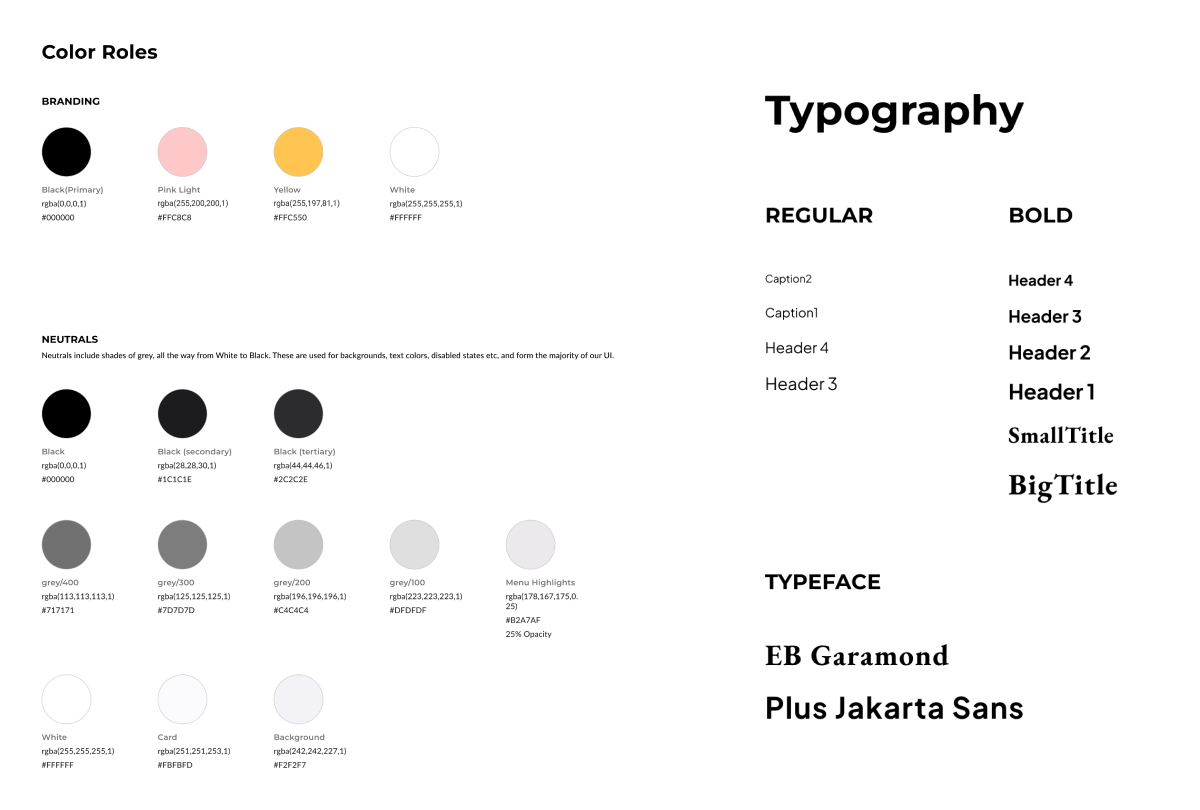 Color Roles
BRANDING
Black(Primary)
rgba(0,0,0,1)
#000000
Pink Light
rgba(255,200,200,1)
#FFC8C8
Yellow
rgba(255,197,81,1)
#FFC550
White
rgba(255,255,255,1)
#FFFFFF
NEUTRALS
Neutrals include shades of grey, all the way from White to Black. These are used for backgrounds, text colors, disabled states etc, and form the majority of our UI.
Black
rgba(0,0,0,1)
#000000
Black (secondary)
rgba(28,28,30,1)
#1C1C1E
Black (tertiary)
rgba(44,44,46,1)
#2C2C2E
grey/400
rgba(113,113,113,1)
#717171
grey/300
rgba(125,125,125,1)
#7D7D7D
grey/200
rgba(196,196,196,1)
#C4C4C4
grey/100
rgba(223,223,223,1)
#DFDFDF
Menu Highlights
rgba(178,167,175,0.
25)
#B2A7AF
25% Opacity
White
rgba(255,255,255,1)
#FFFFFF
Card
rgba(251,251,253,1)
#FBFBFD
Background
rgba(242,242,227,1)
#F2F2F7
Typography
REGULAR
Caption2
Caption1
Header 4
Header 3
BOLD
Header 4
Header 3
Header 2
Header 1
SmallTitle
BigTitle
TYPEFACE
EB Garamond
Plus Jakarta Sans